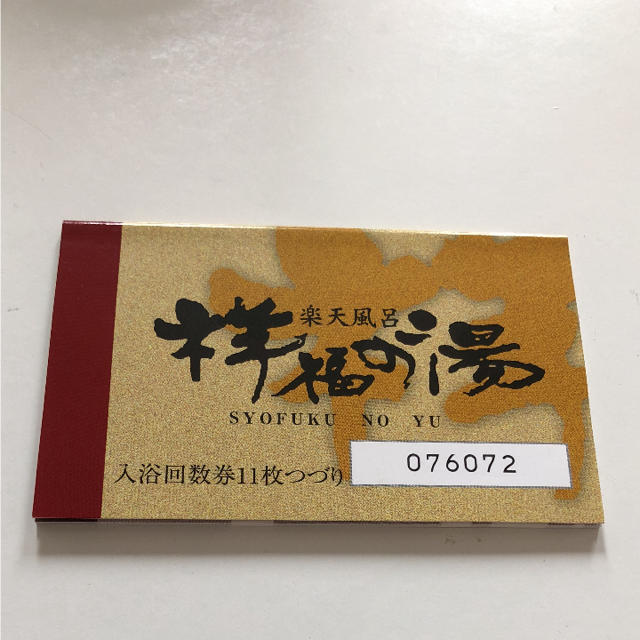 楽天風呂
祥福の湯
SYOFUKU NO YU
入浴回数券11枚つづり
076072